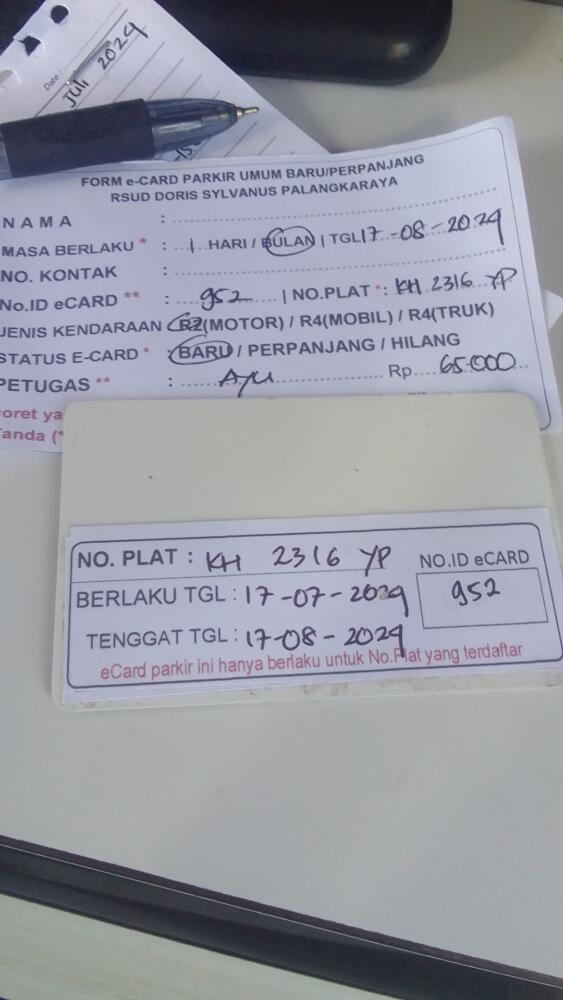 Date:
JULI 2024
FORM e-CARD PARKIR UMUM BARU/PERPANJANG
RSUD DORIS SYLVANUS PALANGKARAYA
NAMA :
MASA BERLAKU * : 1 HARI / BULAN | TGL 17-08-2024
NO. KONTAK :
No.ID eCARD ** : 952 | NO.PLAT *: KH 2316 YP
JENIS KENDARAAN : R2(MOTOR) / R4(MOBIL) / R4(TRUK)
STATUS E-CARD * : BARU / PERPANJANG / HILANG
PETUGAS ** : Ayu Rp. 65.000
coret ya
anda (*
NO. PLAT : KH 2316 YP
NO.ID eCARD
BERLAKU TGL : 17-07-2024
952
TENGGAT TGL : 17-08-2024
eCard parkir ini hanya berlaku untuk No.Plat yang terdaftar